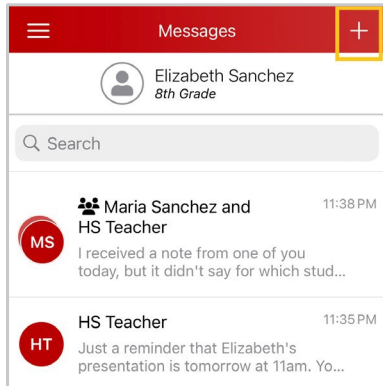 Messages
Elizabeth Sanchez
8th Grade
Search
Maria Sanchez and
HS Teacher
11:38 PM
MS
I received a note from one of you
today, but it didn't say for which stud...
HS Teacher
11:35 PM
HT
Just a reminder that Elizabeth's
presentation is tomorrow at 11am. Yo...